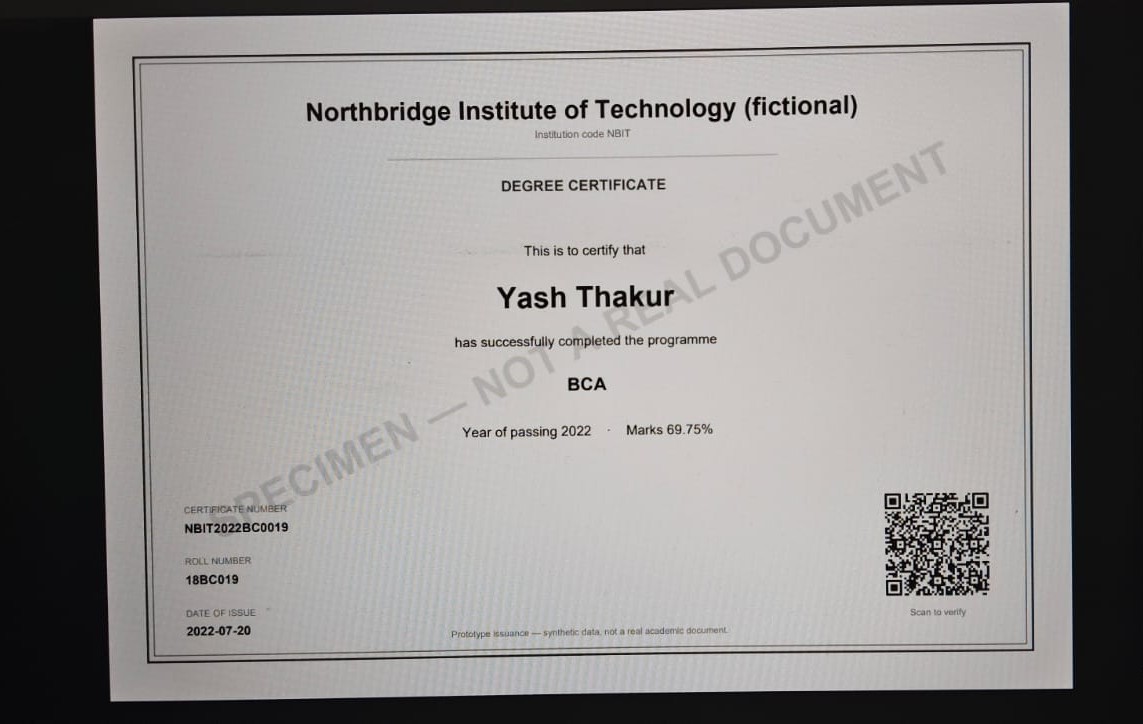 Northbridge Institute of Technology (fictional)
Institution code NBIT
DEGREE CERTIFICATE
This is to certify that
Yash Thakur
has successfully completed the programme
BCA
Year of passing 2022 · Marks 69.75%
SPECIMEN — NOT A REAL DOCUMENT
CERTIFICATE NUMBER
NBIT2022BC0019
ROLL NUMBER
18BC019
DATE OF ISSUE
2022-07-20
Scan to verify
Prototype issuance — synthetic data, not a real academic document.